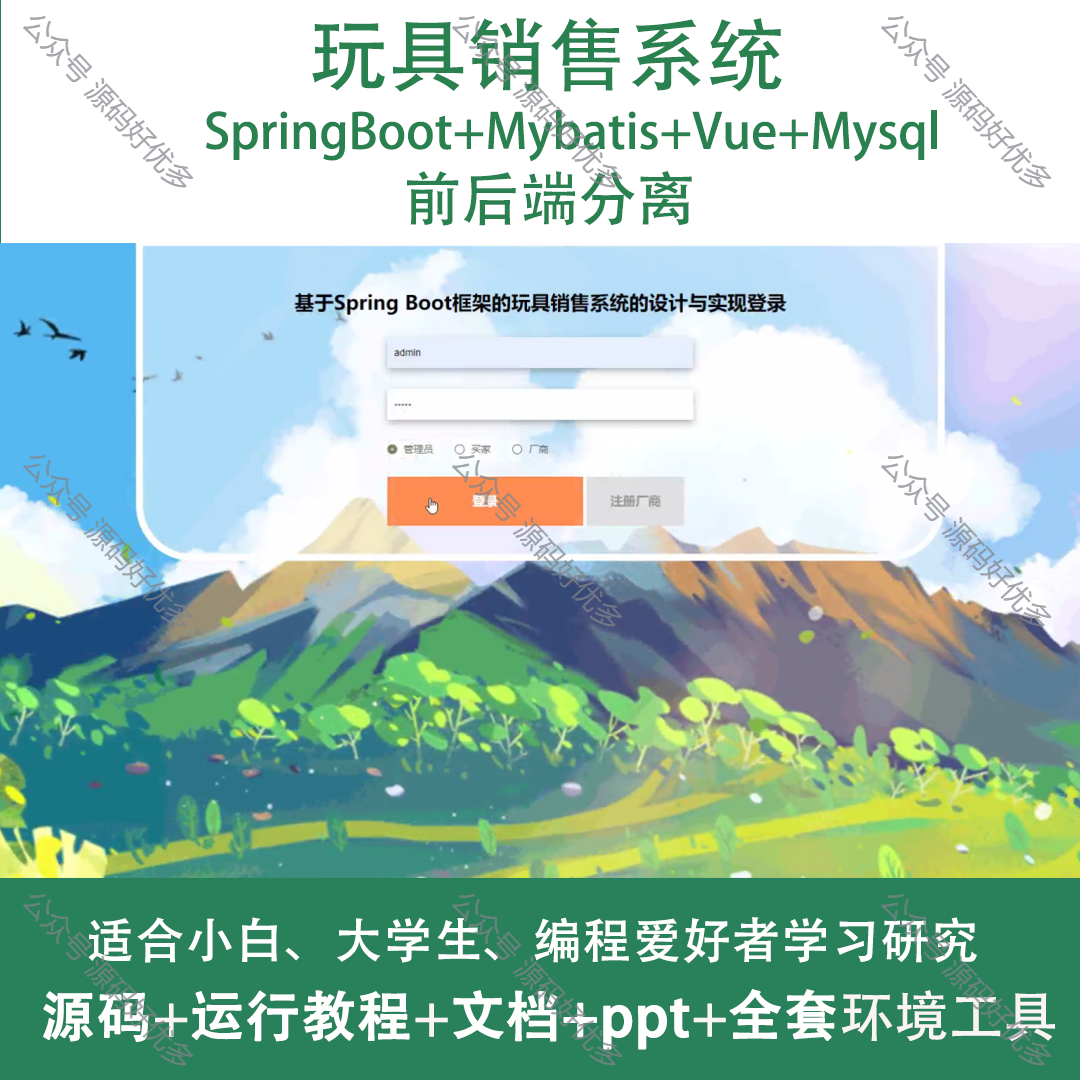 玩具销售系统
SpringBoot+Mybatis+Vue+Mysql
前后端分离
基于Spring Boot框架的玩具销售系统的设计与实现登录
admin
·····
管理员 买家 厂商
登录 注册厂商
适合小白、大学生、编程爱好者学习研究
源码+运行教程+文档+ppt+全套环境工具
公众号 源码好优多
公众号 源码好优多
公众号 源码好优多
公众号 源码好优多
公众号 源码好优多
公众号 源码好优多
公众号 源码好优多
公众号 源码好优多
公众号 源码好优多